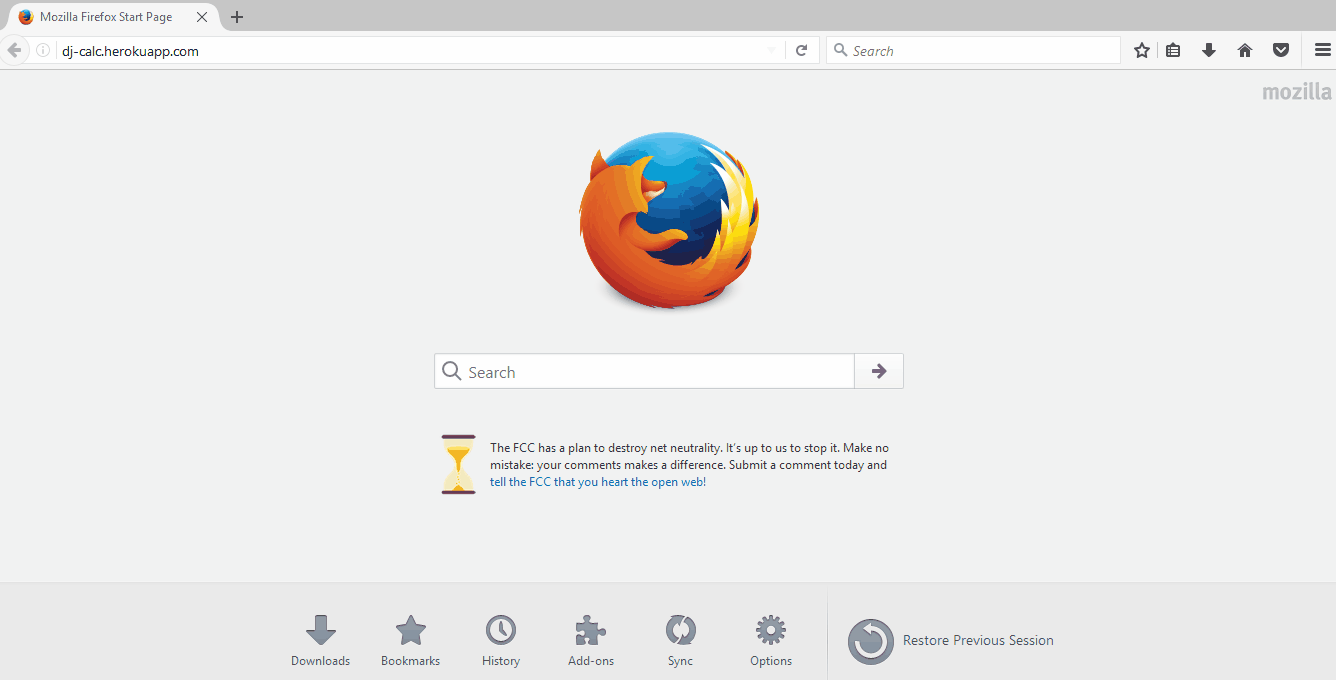 Mozilla Firefox Start Page
dj-calc.herokuapp.com
Search
mozilla
Search
The FCC has a plan to destroy net neutrality. It's up to us to stop it. Make no
mistake: your comments makes a difference. Submit a comment today and
tell the FCC that you heart the open web!
Downloads
Bookmarks
History
Add-ons
Sync
Options
Restore Previous Session